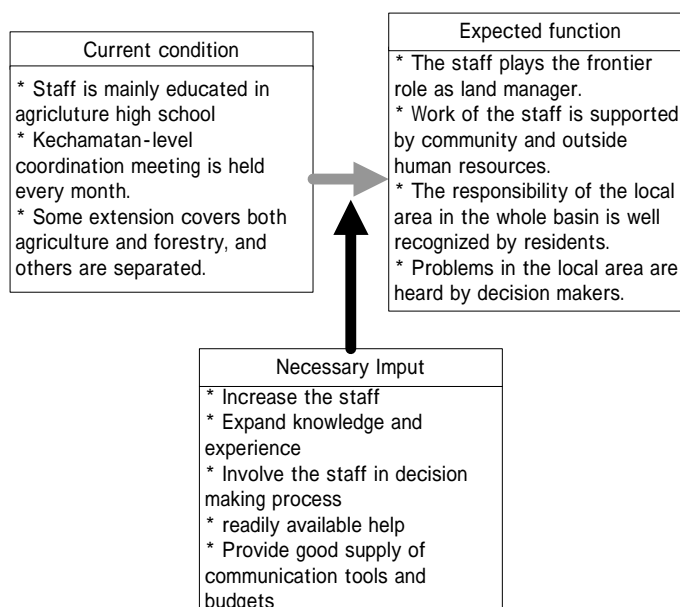 Current condition
* Staff is mainly educated in
agricluture high school
* Kechamatan-level
coordination meeting is held
every month.
* Some extension covers both
agriculture and forestry, and
others are separated.
Expected function
* The staff plays the frontier
role as land manager.
* Work of the staff is supported
by community and outside
human resources.
* The responsibility of the local
area in the whole basin is well
recognized by residents.
* Problems in the local area are
heard by decision makers.
Necessary Imput
* Increase the staff
* Expand knowledge and
experience
* Involve the staff in decision
making process
* readily available help
* Provide good supply of
communication tools and
budgets